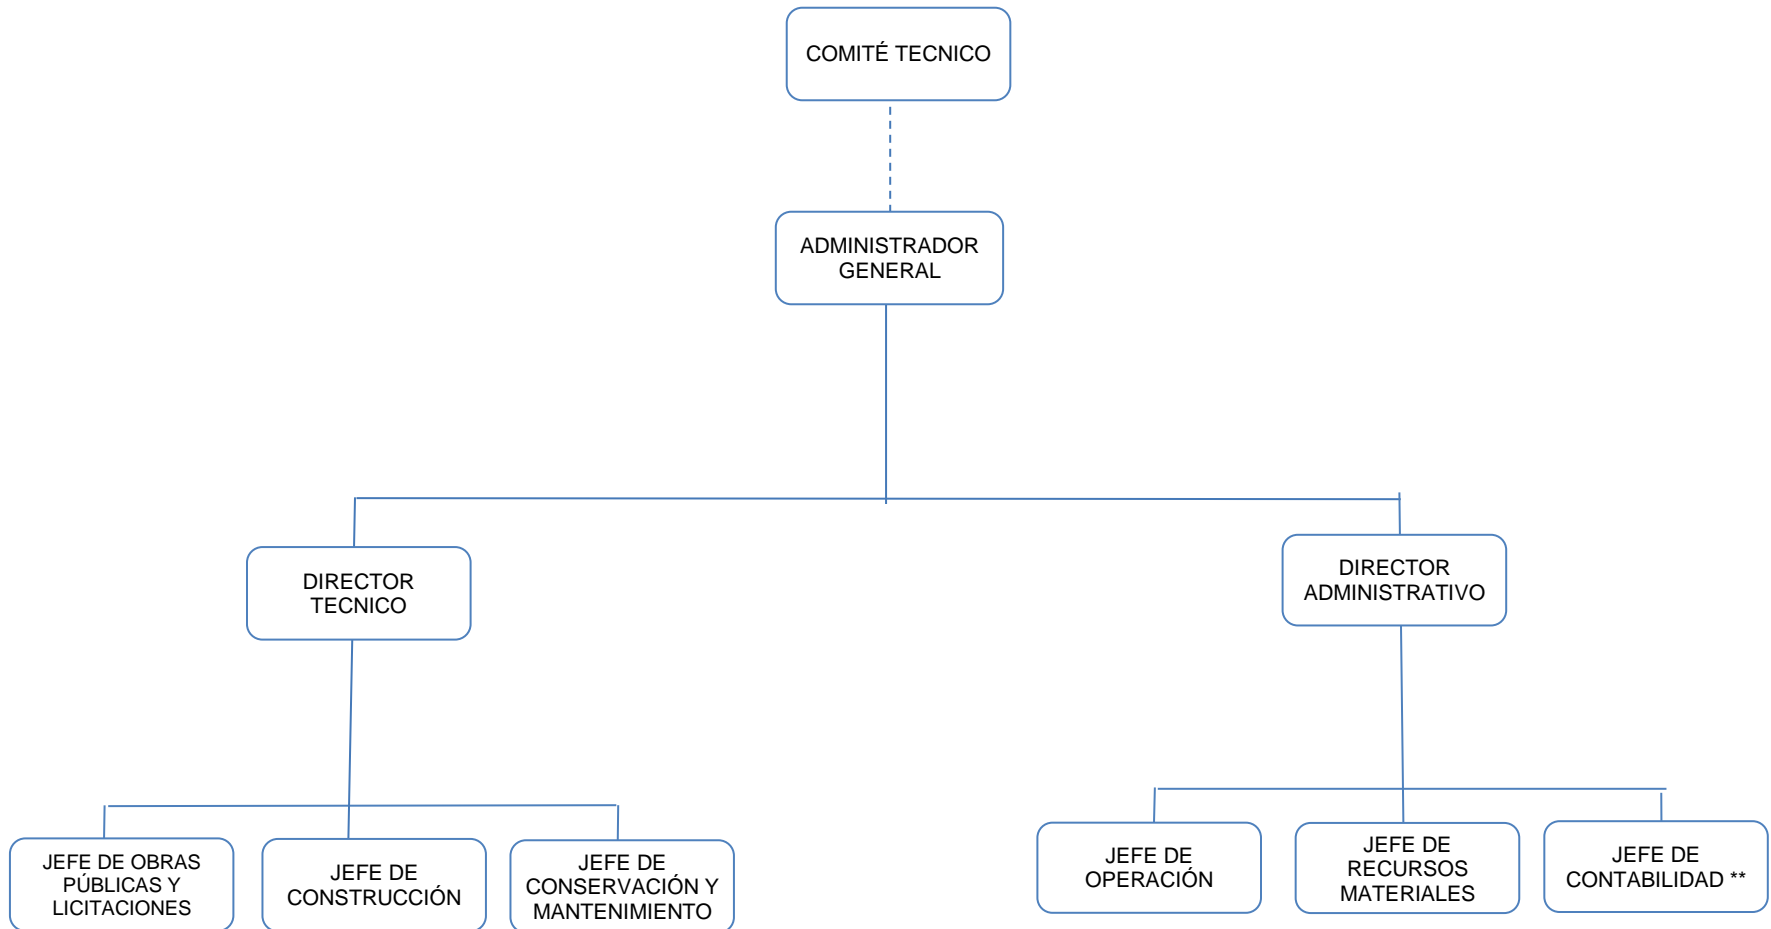 COMITÉ TECNICO
ADMINISTRADOR
GENERAL
DIRECTOR
TECNICO
DIRECTOR
ADMINISTRATIVO
JEFE DE OBRAS
PÚBLICAS Y
LICITACIONES
JEFE DE
CONSTRUCCIÓN
JEFE DE
CONSERVACIÓN Y
MANTENIMIENTO
JEFE DE
OPERACIÓN
JEFE DE
RECURSOS
MATERIALES
JEFE DE
CONTABILIDAD **